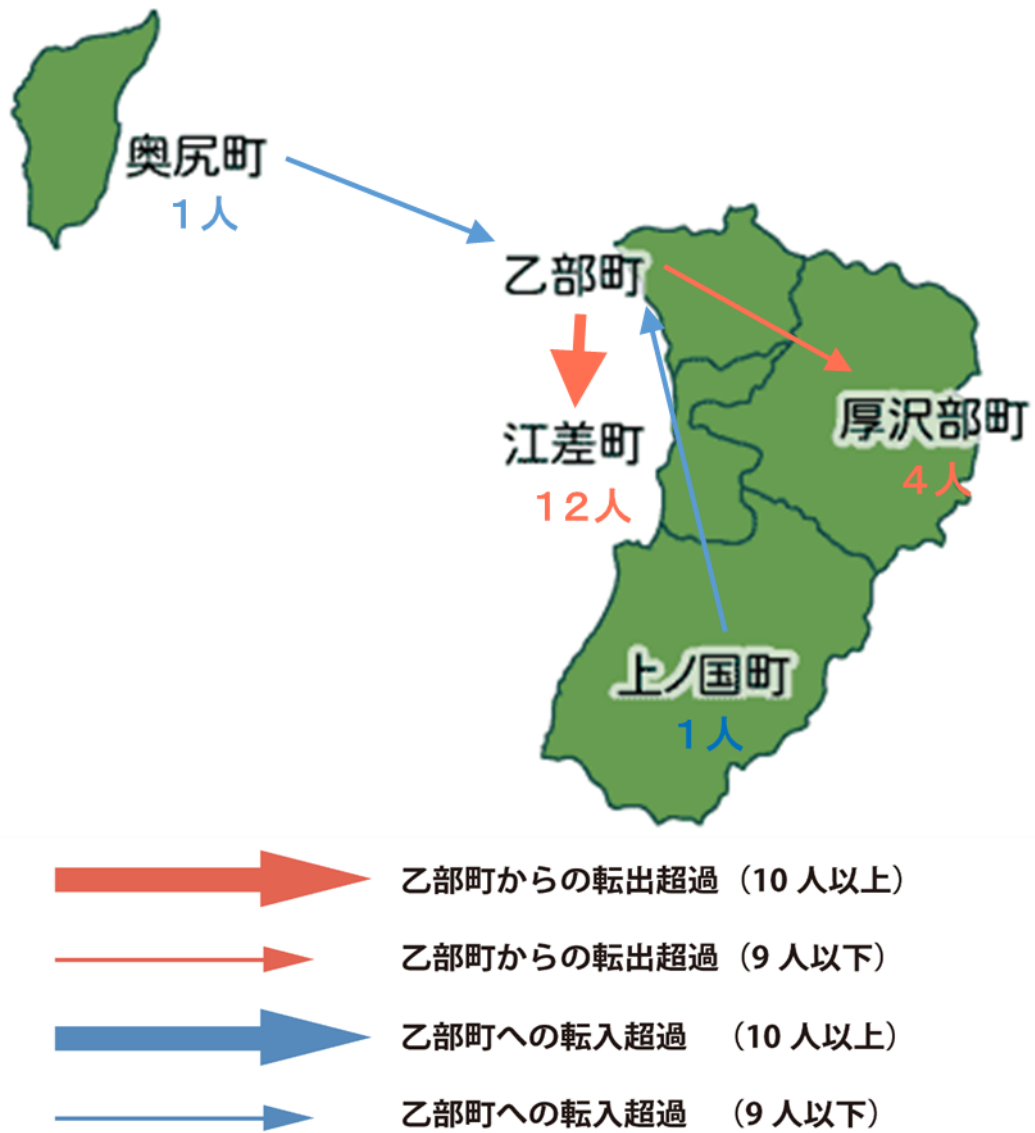 奥尻町
1人
乙部町
江差町
12人
厚沢部町
4人
上ノ国町
1人
乙部町からの転出超過（10人以上）
乙部町からの転出超過（9人以下）
乙部町への転入超過　（10人以上）
乙部町への転入超過　（9人以下）